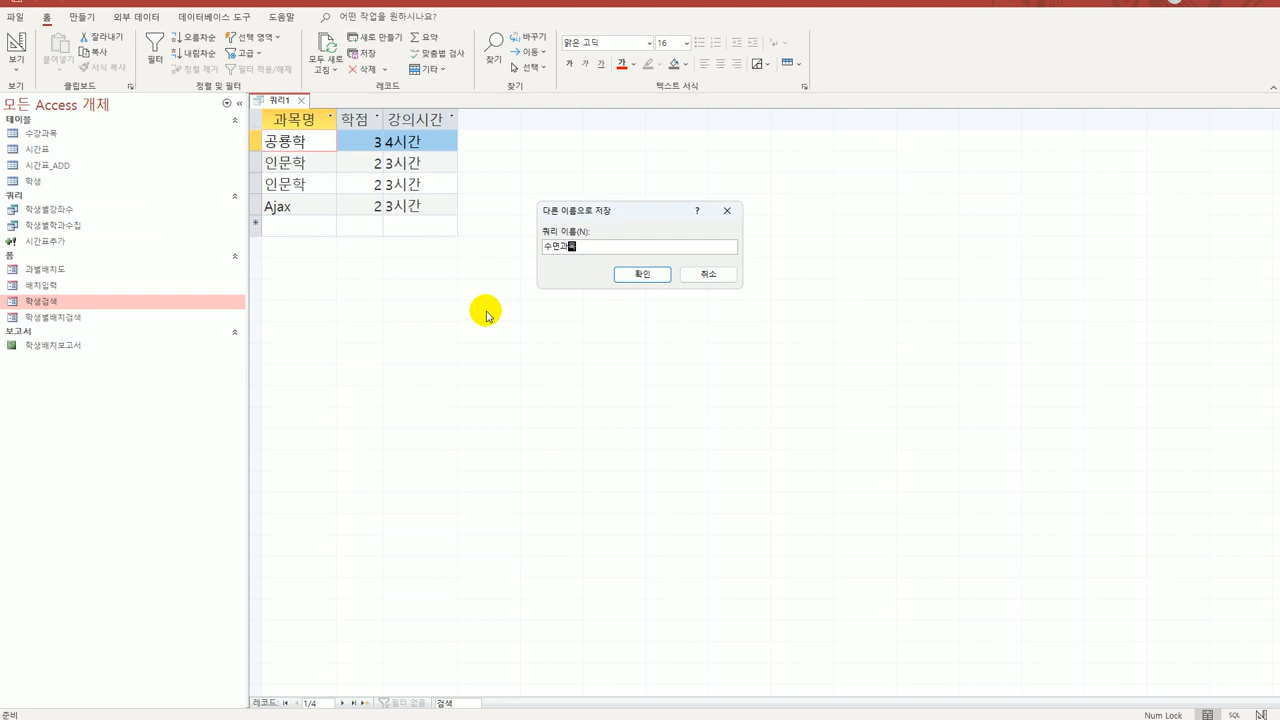 파일 홈 만들기 외부 데이터 데이터베이스 도구 도움말 어떤 작업을 원하시나요?
보기
붙여넣기
잘라내기
복사
서식 복사
필터
오름차순
내림차순
정렬 제거
선택 영역
고급
필터 적용/해제
모두 새로 고침
새로 만들기
저장
삭제
요약
맞춤법 검사
기타
찾기
바꾸기
이동
선택
맑은 고딕 16
가 가 가 가
보기 클립보드 정렬 및 필터 레코드 찾기 텍스트 서식
모든 Access 개체
테이블
수강과목
시간표
시간표_ADD
학생
쿼리
학생별강좌수
학생별학과수집
시간표추가
폼
과별배치도
배치입력
학생검색
학생별배치검색
보고서
학생배치보고서
쿼리1
과목명 학점 강의시간
공룡학 3 4시간
인문학 2 3시간
인문학 2 3시간
Ajax 2 3시간
다른 이름으로 저장 ?
쿼리 이름(N):
수면과목
확인 취소
레코드: 1/4 필터 없음 검색
준비 Num Lock SQL